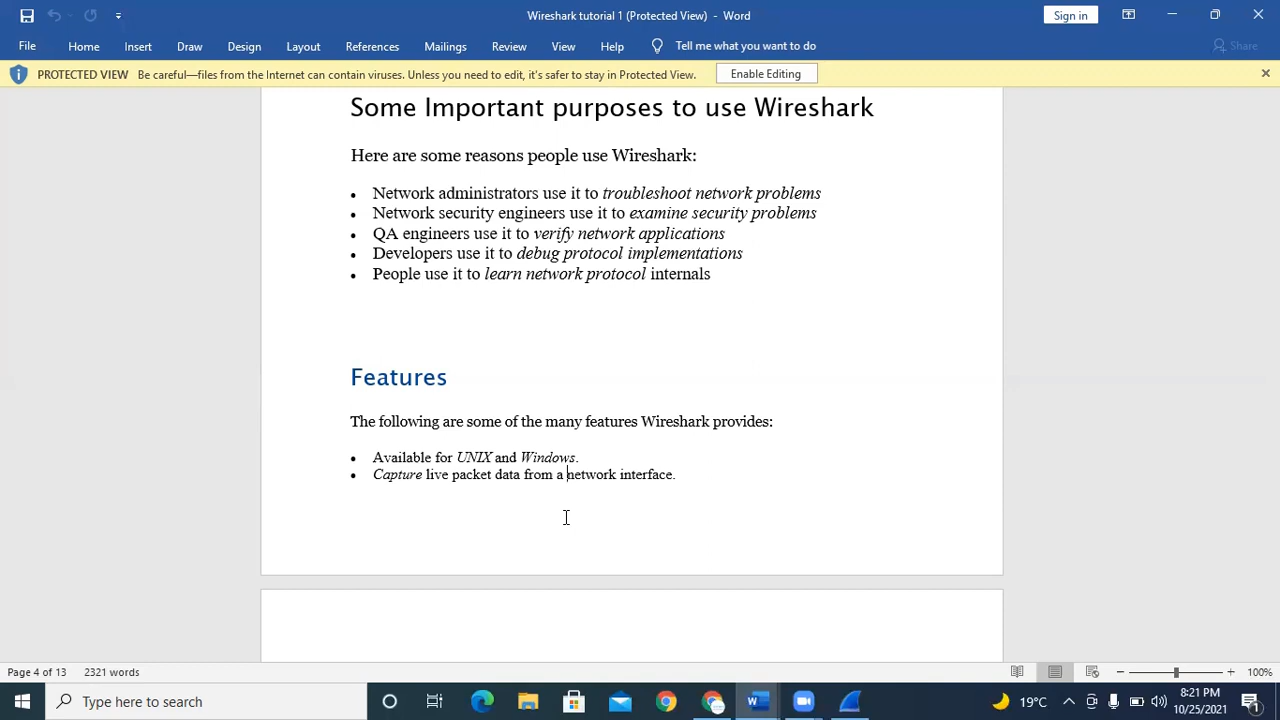 Wireshark tutorial 1 (Protected View) - Word
Sign in
File Home Insert Draw Design Layout References Mailings Review View Help Tell me what you want to do Share
PROTECTED VIEW Be careful—files from the Internet can contain viruses. Unless you need to edit, it's safer to stay in Protected View. Enable Editing
Some Important purposes to use Wireshark
Here are some reasons people use Wireshark:
• Network administrators use it to troubleshoot network problems
• Network security engineers use it to examine security problems
• QA engineers use it to verify network applications
• Developers use it to debug protocol implementations
• People use it to learn network protocol internals
Features
The following are some of the many features Wireshark provides:
• Available for UNIX and Windows.
• Capture live packet data from a network interface.
Page 4 of 13 2321 words 100%
Type here to search
19°C
8:21 PM
10/25/2021
1